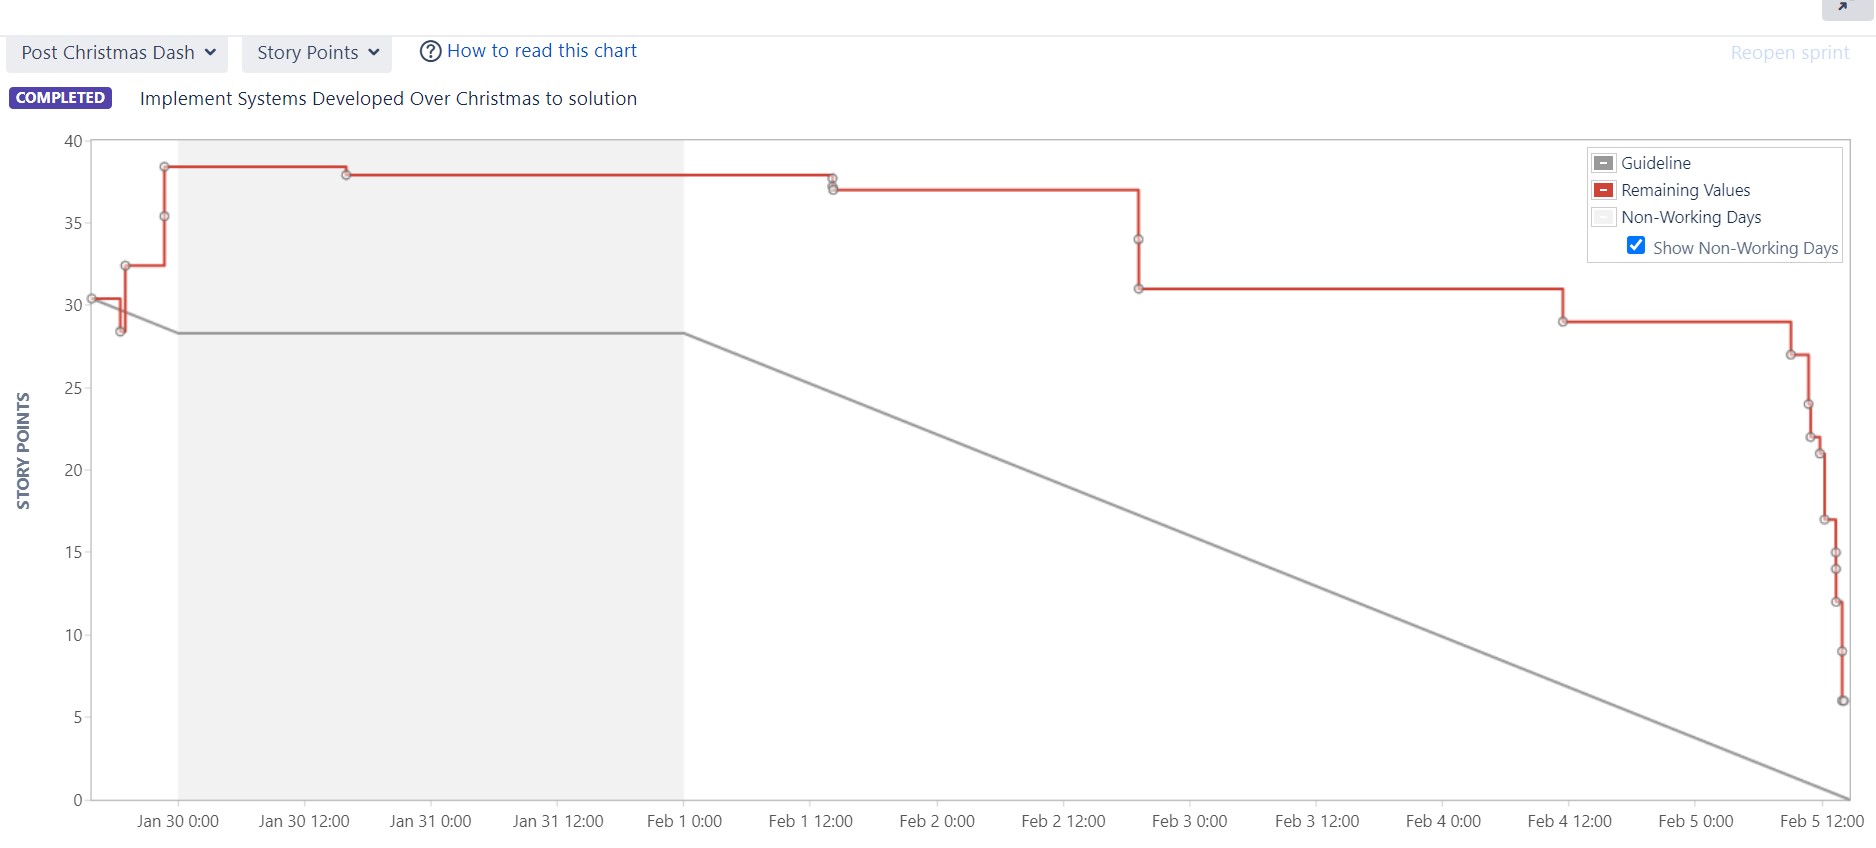 Post Christmas Dash
Story Points
How to read this chart
Reopen sprint
COMPLETED
Implement Systems Developed Over Christmas to solution
40
35
30
25
20
15
10
5
0
STORY POINTS
Guideline
Remaining Values
Non-Working Days
Show Non-Working Days
Jan 30 0:00 Jan 30 12:00 Jan 31 0:00 Jan 31 12:00 Feb 1 0:00 Feb 1 12:00 Feb 2 0:00 Feb 2 12:00 Feb 3 0:00 Feb 3 12:00 Feb 4 0:00 Feb 4 12:00 Feb 5 0:00 Feb 5 12:00